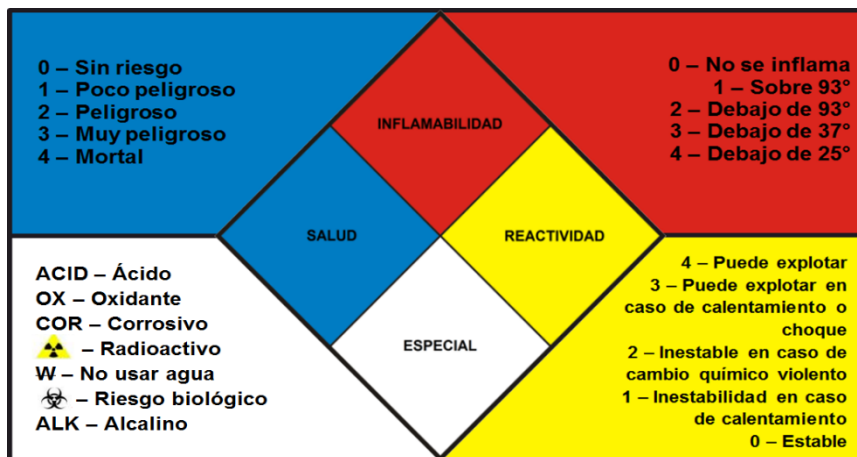 0 – Sin riesgo
1 – Poco peligroso
2 – Peligroso
3 – Muy peligroso
4 – Mortal
0 – No se inflama
1 – Sobre 93°
2 – Debajo de 93°
3 – Debajo de 37°
4 – Debajo de 25°
INFLAMABILIDAD
SALUD
REACTIVIDAD
ESPECIAL
ACID – Ácido
OX – Oxidante
COR – Corrosivo
– Radioactivo
W̶ – No usar agua
– Riesgo biológico
ALK – Alcalino
4 – Puede explotar
3 – Puede explotar en
caso de calentamiento o
choque
2 – Inestable en caso de
cambio químico violento
1 – Inestabilidad en caso
de calentamiento
0 – Estable